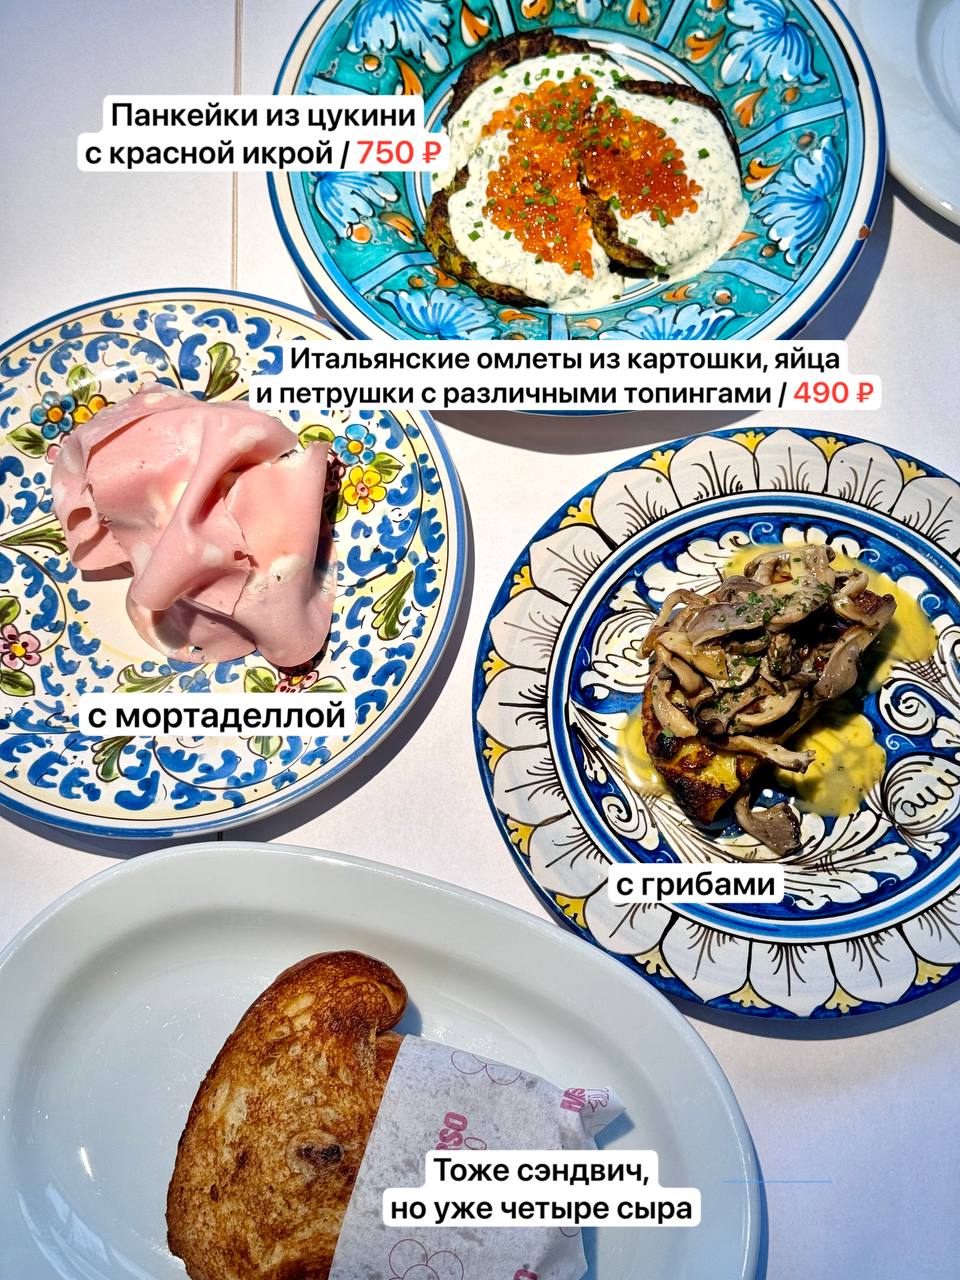 Панкейки из цукини
с красной икрой / 750 ₽
Итальянские омлеты из картошки, яйца
и петрушки с различными топингами / 490 ₽
с мортаделлой
с грибами
Тоже сэндвич,
но уже четыре сыра